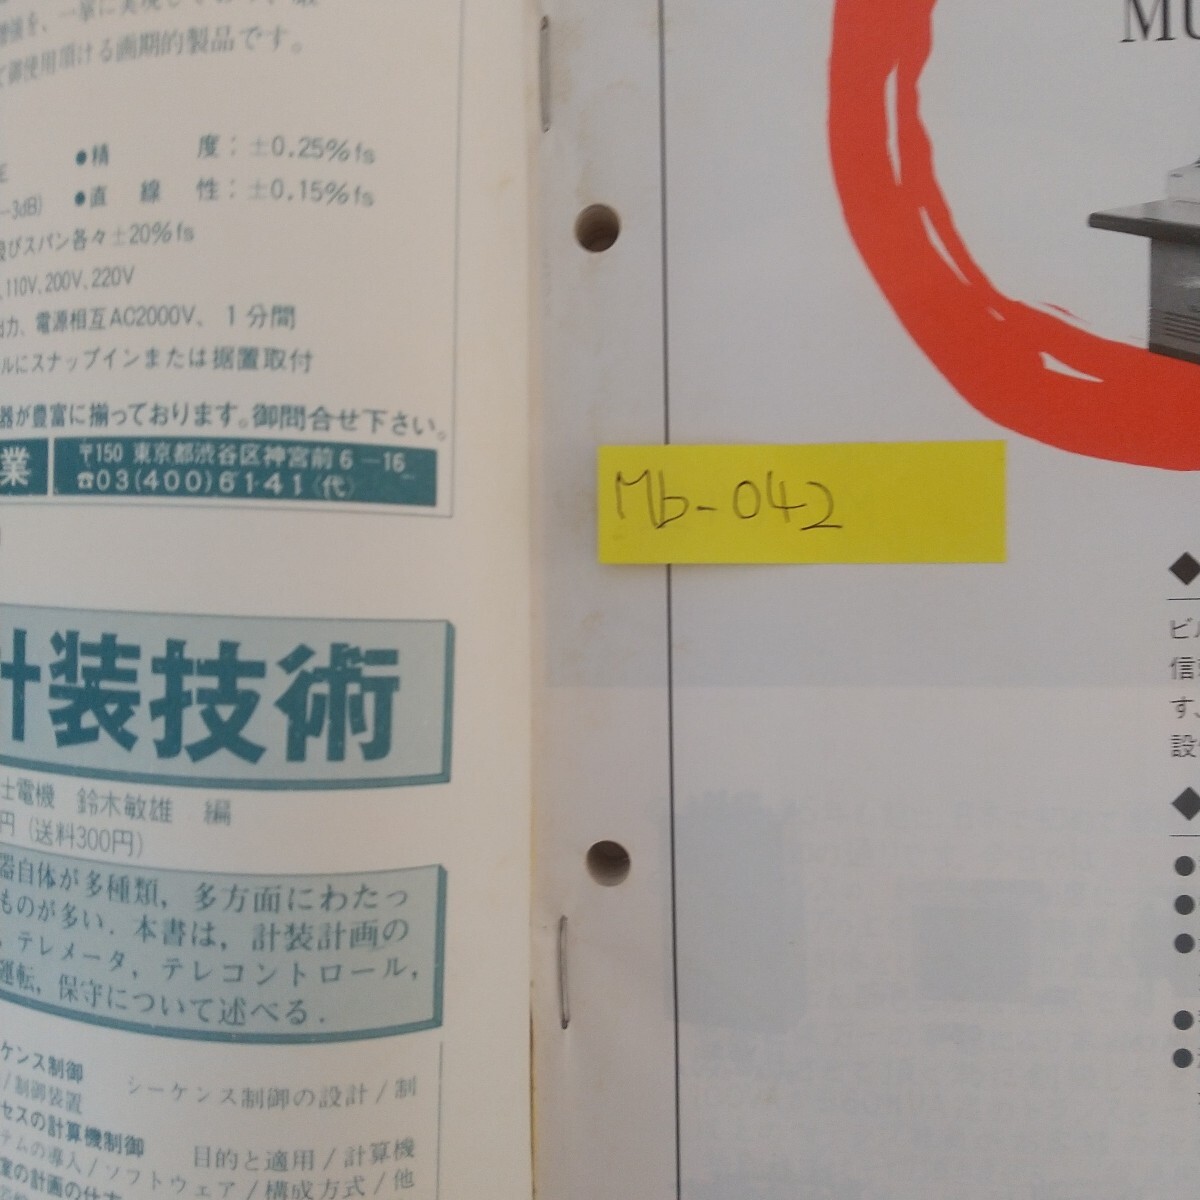 増強を、一挙に実現しており、
て御使用頂ける画期的製品です。
●精　度：±0.25%fs
-3dB)
●直 線 性：±0.15%fs
及びスパン各々±20%fs
,110V、200V、220V
出力、電源相互AC2000V、1分間
ルにスナップインまたは据置取付
器が豊富に揃っております。御問合せ下さい。
業
〒150 東京都渋谷区神宮前6-16
☎03(400)6141〈代〉
計装技術
士電機 鈴木敏雄 編
円(送料300円)
器自体が多種類，多方面にわたっ
ものが多い．本書は，計装計画の
，テレメータ，テレコントロール，
運転，保守について述べる．
ケンス制御
シーケンス制御の設計/制
/制御装置
セスの計算機制御
目的と適用/計算機
テムの導入/ソフトウェア/構成方式/他
室の計画の仕方
MU
Mb-042
◆
ビル
信
す、
設
◆
●
●
●
●
●